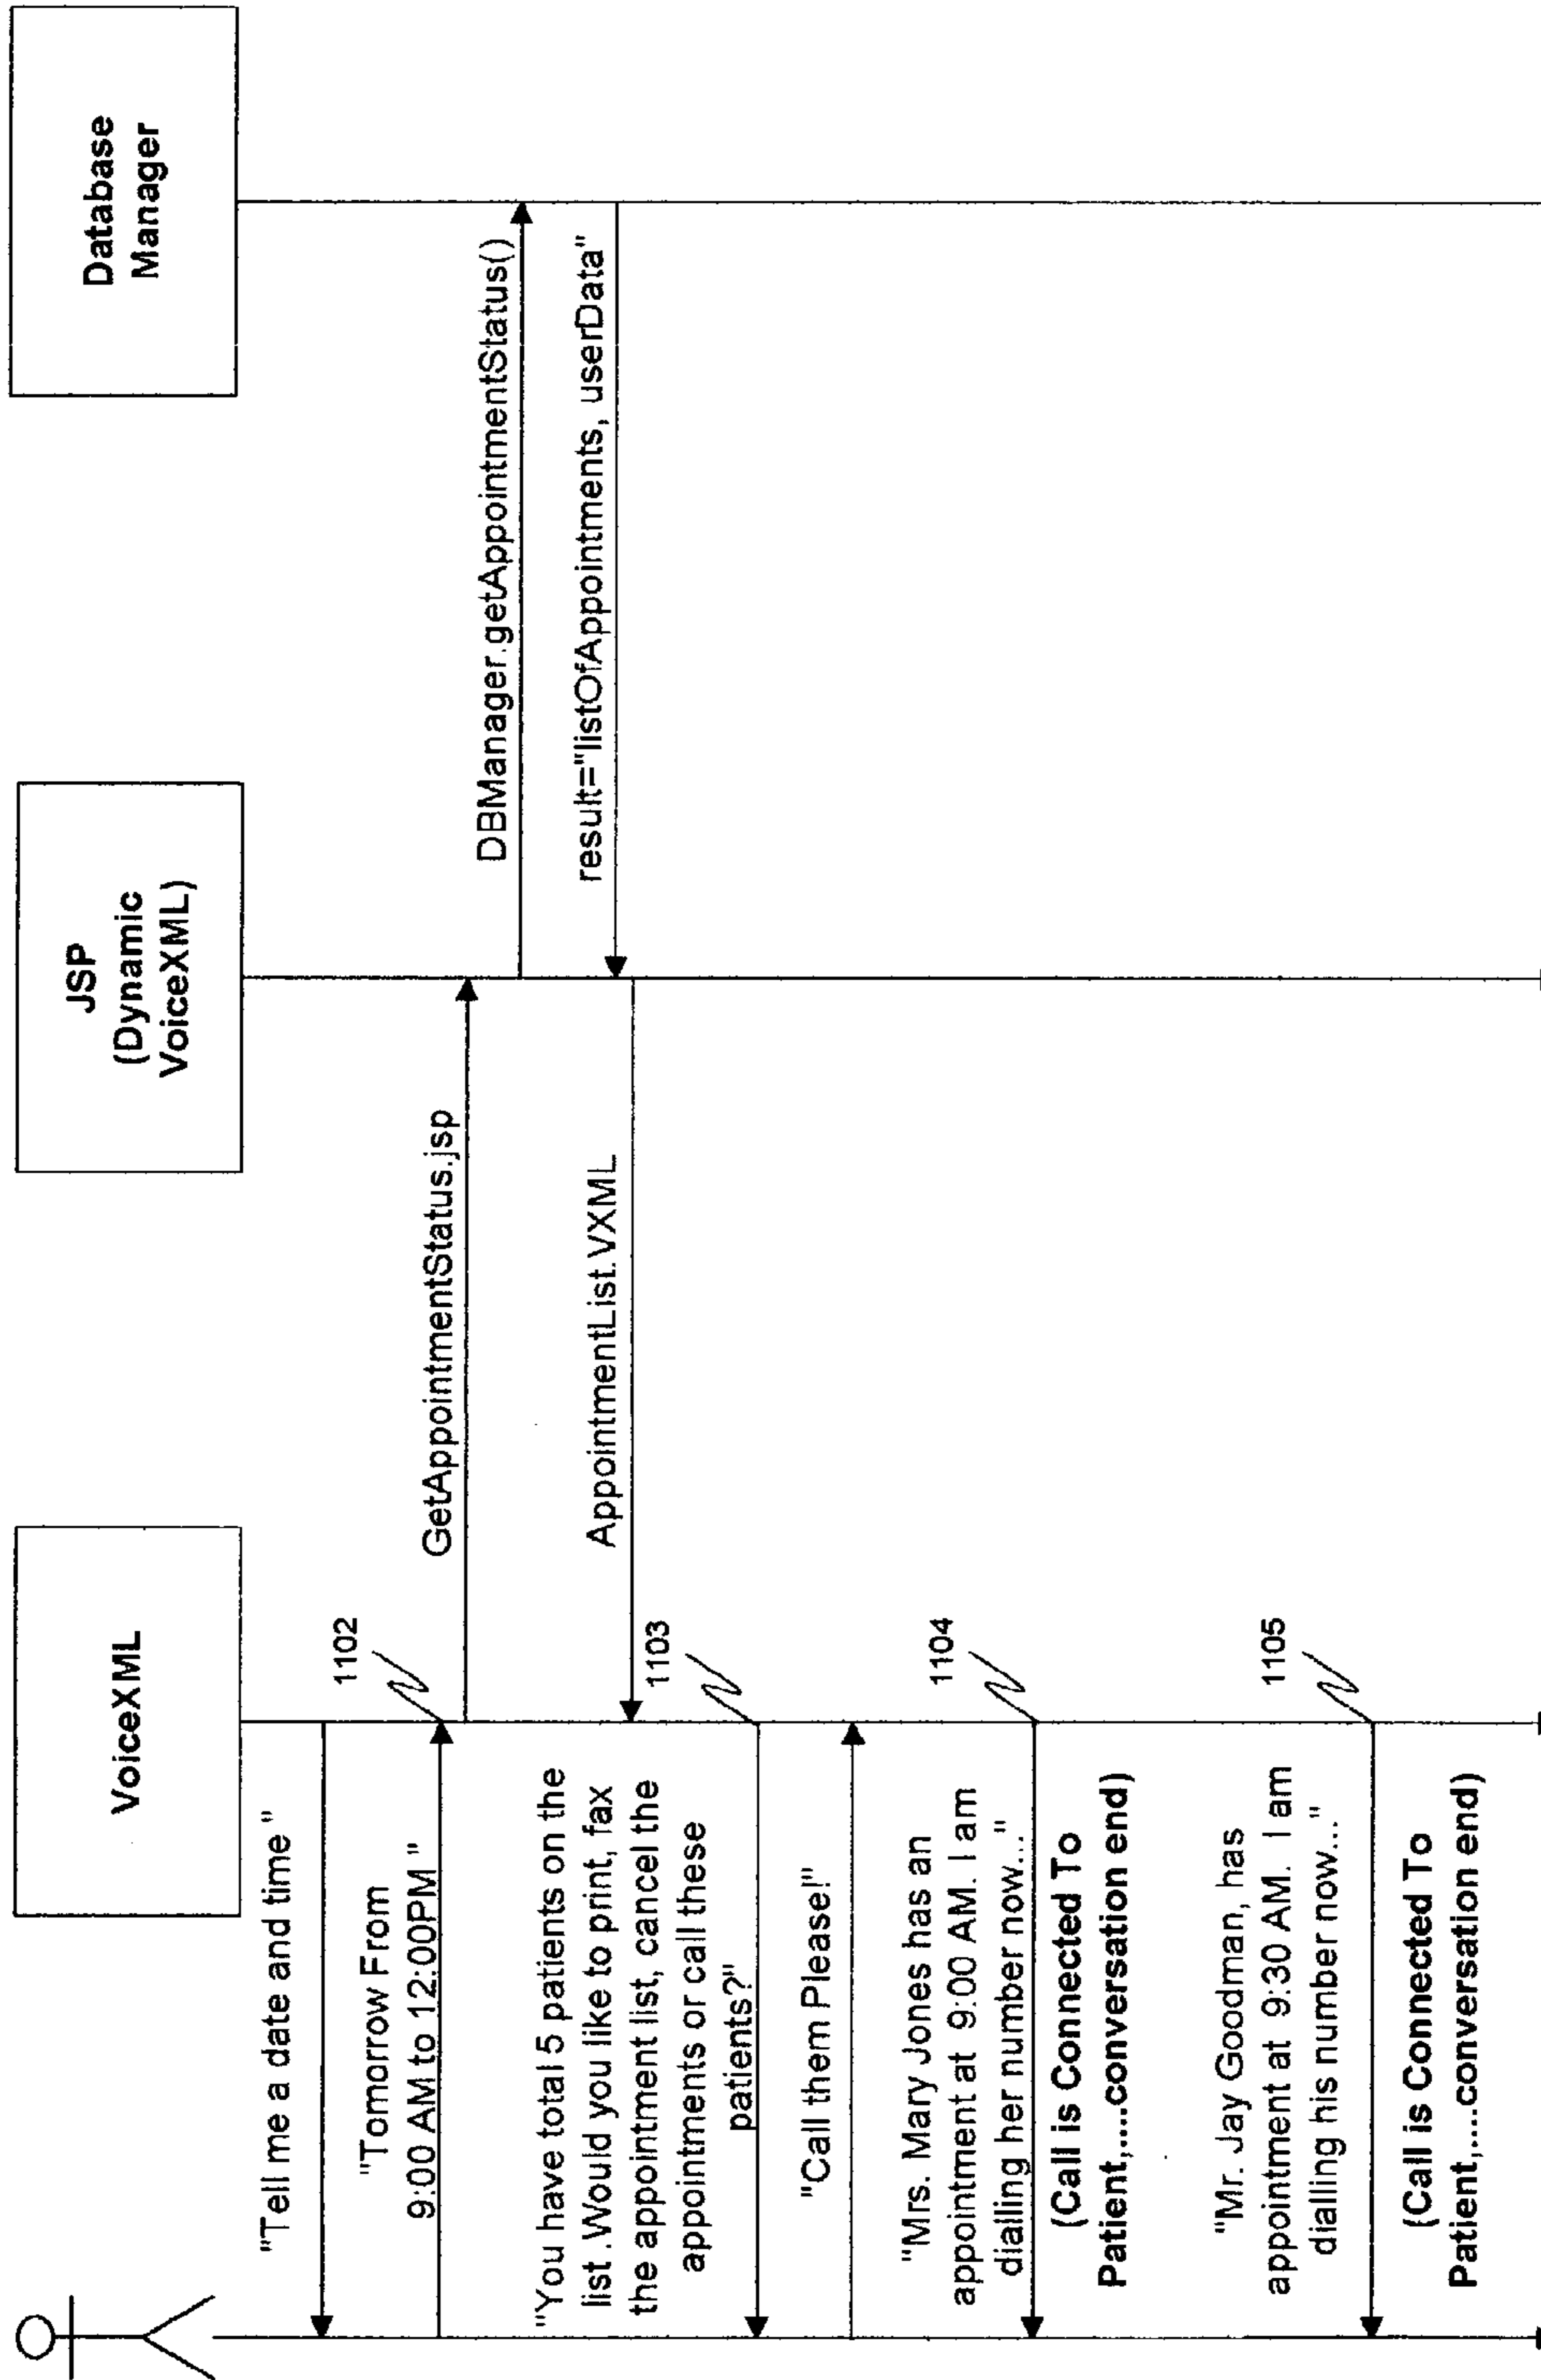 VoiceXML
JSP
(Dynamic
VoiceXML)
Database
Manager
"Tell me a date and time"
1102
"Tomorrow From
9:00 AM to 12:00PM "
GetAppointmentStatus.jsp
DBManager.getAppointmentStatus()
result="listOfAppointments, userData"
AppointmentList.VXML
1103
"You have total 5 patients on the
list .Would you like to print, fax
the appointment list, cancel the
appointments or call these
patients?"
"Call them Please!"
1104
"Mrs. Mary Jones has an
appointment at 9:00 AM. I am
dialling her number now..."
(Call is Connected To
Patient,....conversation end)
1105
"Mr. Jay Goodman, has
appointment at 9:30 AM. I am
dialling his number now..."
(Call is Connected To
Patient,....conversation end)